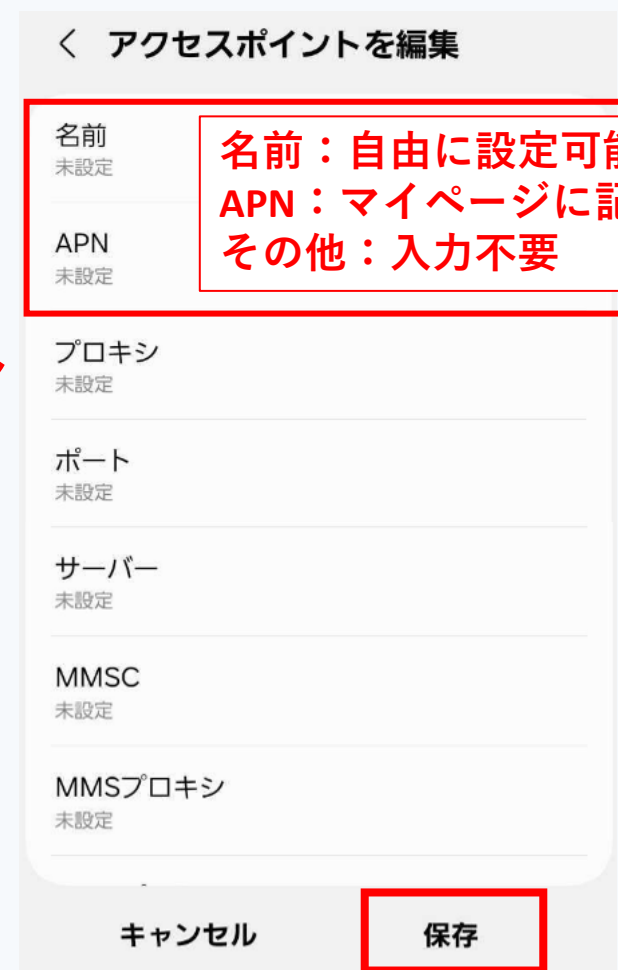 アクセスポイントを編集
名前
未設定
名前：自由に設定可
APN：マイページに
その他：入力不要
APN
未設定
プロキシ
未設定
ポート
未設定
サーバー
未設定
MMSC
未設定
MMSプロキシ
未設定
キャンセル
保存